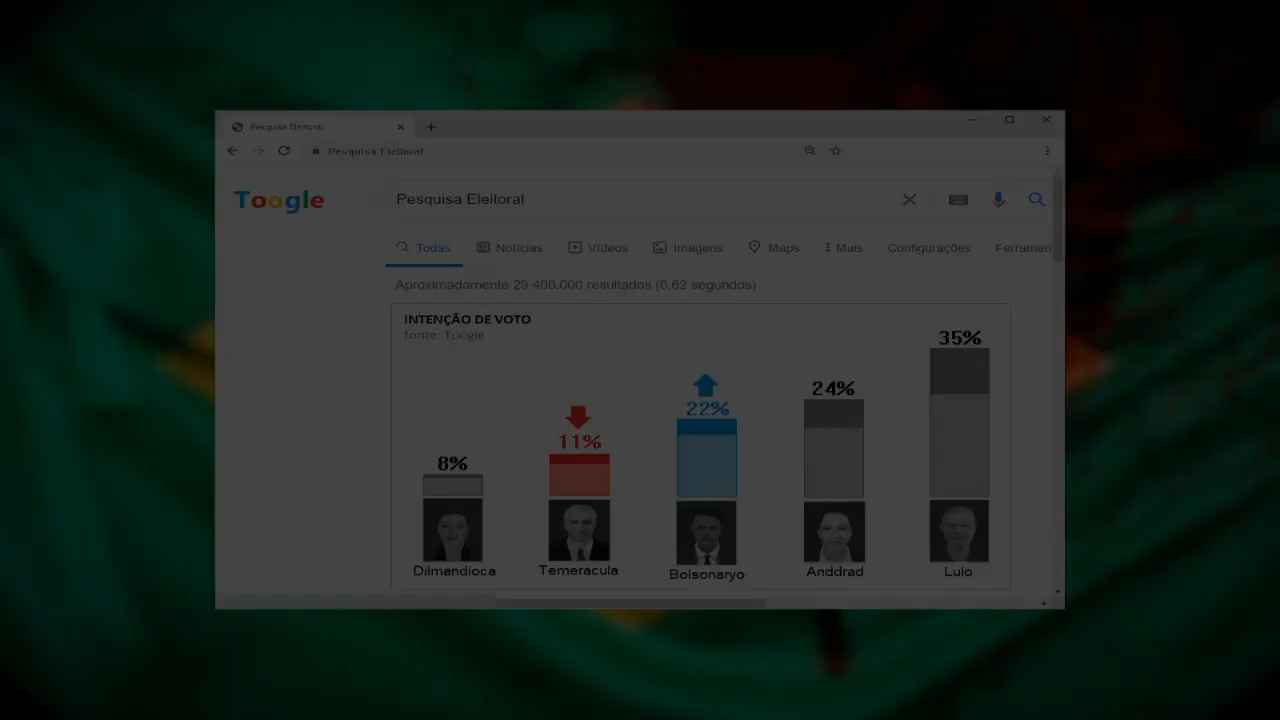 Pesquisa Eleitoral
Pesquisa Eleitoral
Toogle
Pesquisa Eleitoral
Todas Notícias Vídeos Imagens Maps Mais Configurações Ferramen
Aproximadamente 29.400.000 resultados (0,62 segundos)
INTENÇÃO DE VOTO
fonte: Toogle
8% 11% 22% 24% 35%
Dilmandioca Temeracula Bolsonaryo Anddrad Lulo